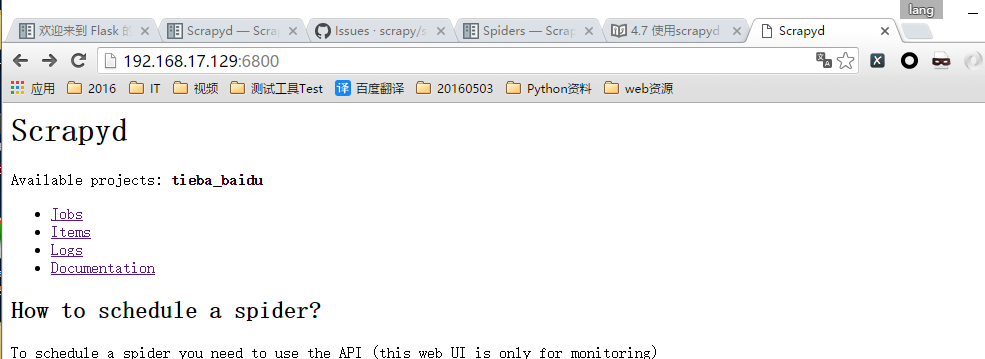 lang
欢迎来到 Flask 的
Scrapyd — Scra
Issues · scrapy/s
Spiders — Scrap
4.7 使用scrapyd
Scrapyd
192.168.17.129:6800
应用 2016 IT 视频 测试工具Test 译 百度翻译 20160503 Python资料 web资源
Scrapyd
Available projects: tieba_baidu
Jobs
Items
Logs
Documentation
How to schedule a spider?
To schedule a spider you need to use the API (this web UI is only for monitoring)